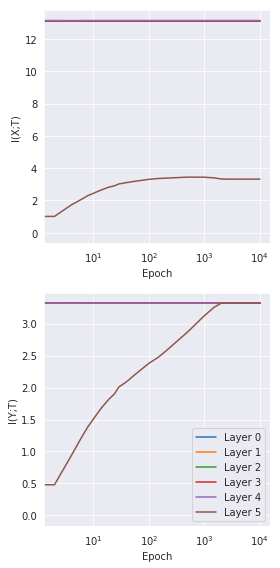 12
10
8
6
4
2
0
I(X;T)
10¹ 10² 10³ 10⁴
Epoch
3.0
2.5
2.0
1.5
1.0
0.5
0.0
I(Y;T)
Layer 0
Layer 1
Layer 2
Layer 3
Layer 4
Layer 5
10¹ 10² 10³ 10⁴
Epoch